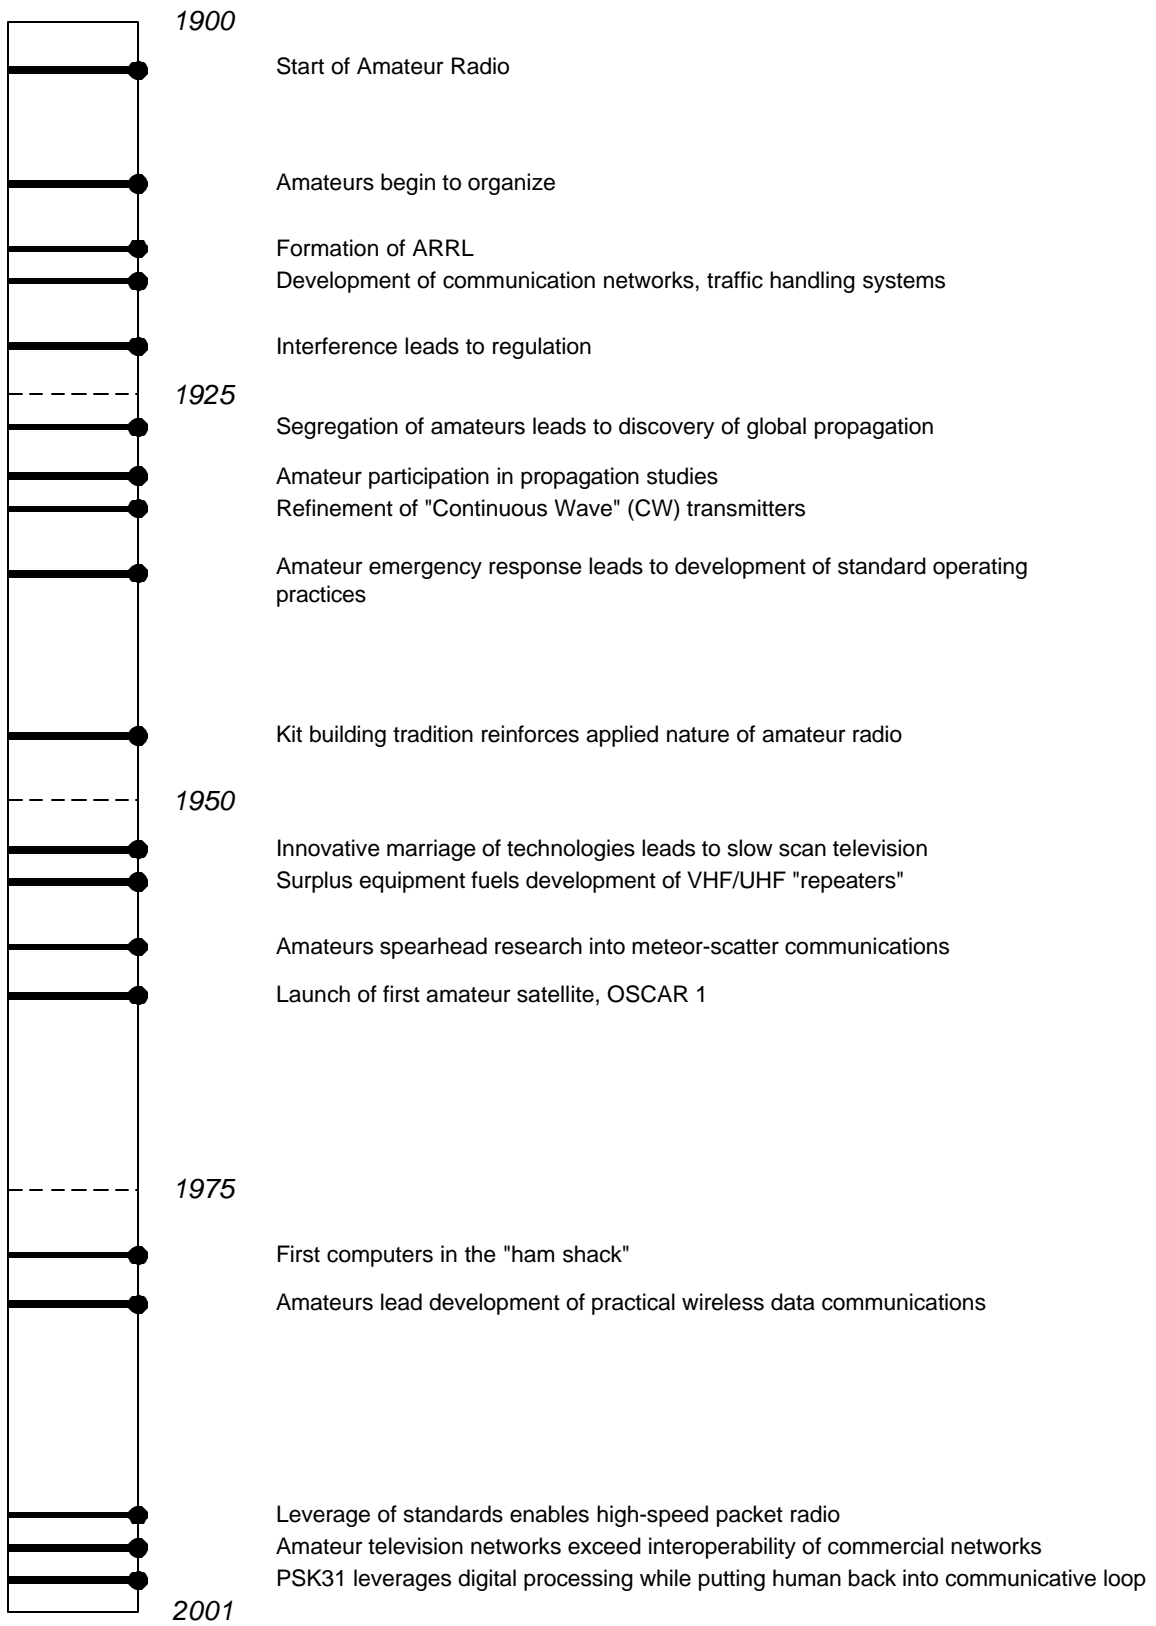 1900
Start of Amateur Radio
Amateurs begin to organize
Formation of ARRL
Development of communication networks, traffic handling systems
Interference leads to regulation
1925
Segregation of amateurs leads to discovery of global propagation
Amateur participation in propagation studies
Refinement of "Continuous Wave" (CW) transmitters
Amateur emergency response leads to development of standard operating
practices
Kit building tradition reinforces applied nature of amateur radio
1950
Innovative marriage of technologies leads to slow scan television
Surplus equipment fuels development of VHF/UHF "repeaters"
Amateurs spearhead research into meteor-scatter communications
Launch of first amateur satellite, OSCAR 1
1975
First computers in the "ham shack"
Amateurs lead development of practical wireless data communications
Leverage of standards enables high-speed packet radio
Amateur television networks exceed interoperability of commercial networks
PSK31 leverages digital processing while putting human back into communicative loop
2001